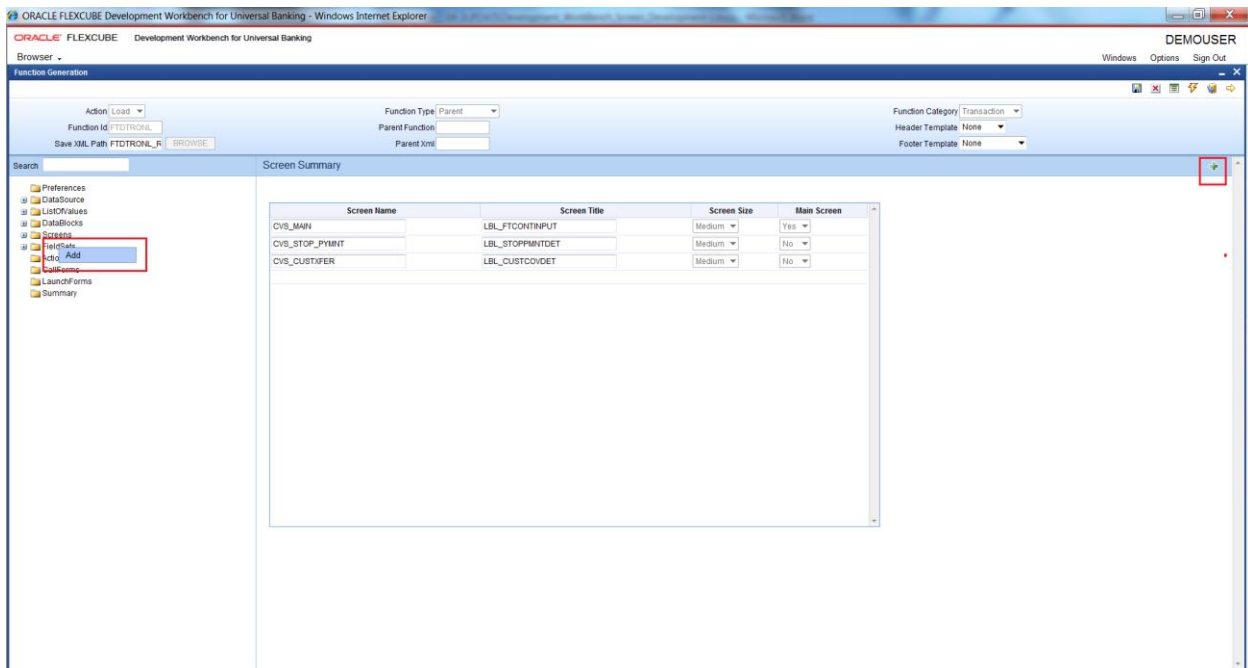 ORACLE FLEXCUBE Development Workbench for Universal Banking - Windows Internet Explorer
ORACLE FLEXCUBE Development Workbench for Universal Banking
DEMOUSER
Browser
Windows Options Sign Out
Function Generation
Action Load Function Type Parent Function Category Transaction
Function Id FTDTRONL Parent Function Header Template None
Save XML Path FTDTRONL_R BROWSE Parent Xml Footer Template None
Search Screen Summary
Preferences
DataSource
ListOfValues
DataBlocks
Screens
FieldSets
Add
Actio
CallForms
LaunchForms
Summary
Screen Name Screen Title Screen Size Main Screen
CVS_MAIN LBL_FTCONTINPUT Medium Yes
CVS_STOP_PYMNT LBL_STOPPMNTDET Medium No
CVS_CUSTXFER LBL_CUSTCOVDET Medium No